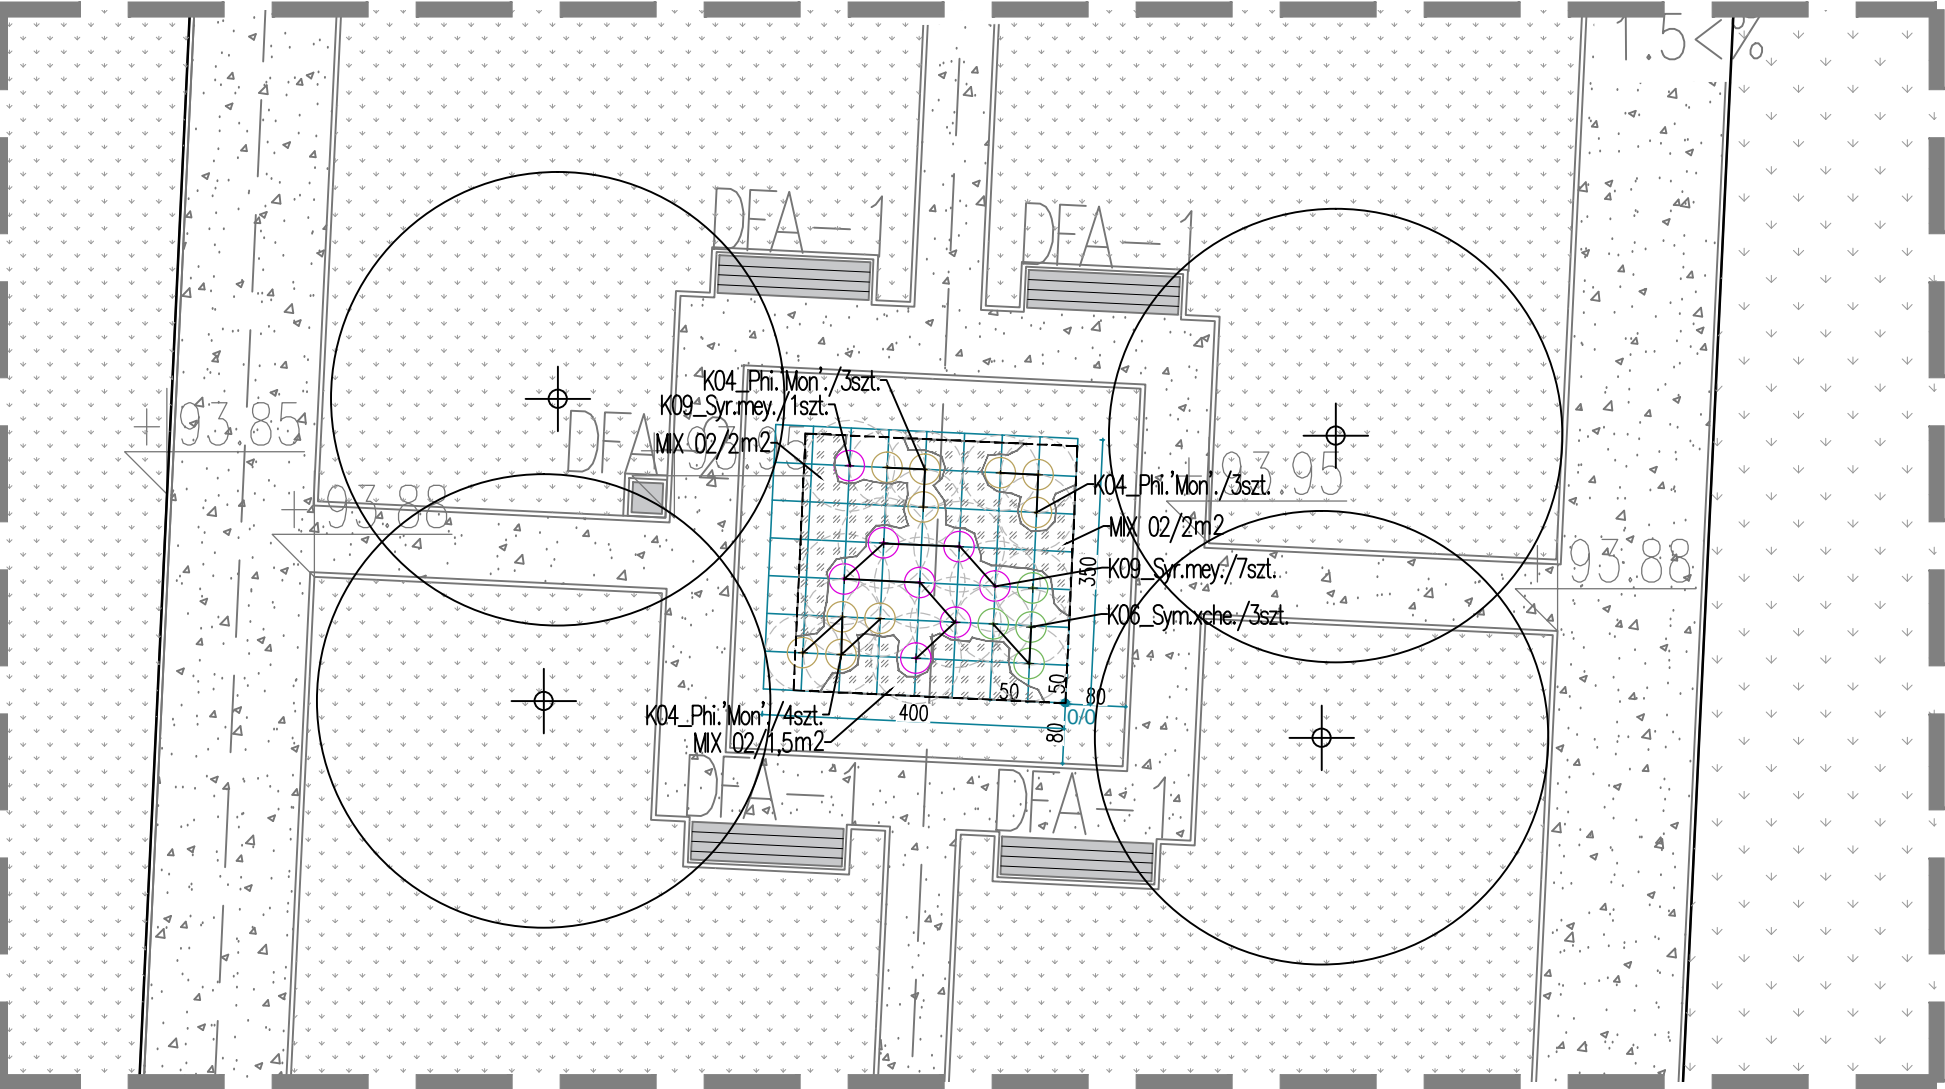 1.5<%
DFA-1
DFA-1
K04_Phi.'Mon'./3szt.
K09_Syr.mey./1szt.
+93.85
DFA
MIX 02/2m2
+93.95
K04_Phi.'Mon'./3szt.
+93.88
MIX 02/2m2
+93.88
350
K09_Syr.mey./7szt.
K06_Sym.xche./3szt.
50
50
80
K04_Phi.'Mon'./4szt.
400
0/0
80
MIX 02/1,5m2
DFA-1
DFA-1